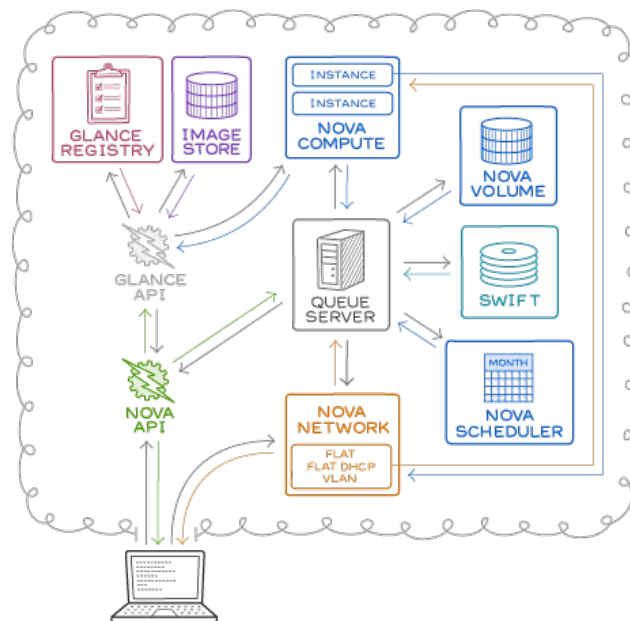 INSTANCE
INSTANCE
NOVA
COMPUTE
GLANCE
REGISTRY
IMAGE
STORE
NOVA
VOLUME
GLANCE
API
QUEUE
SERVER
SWIFT
MONTH
NOVA
SCHEDULER
NOVA
API
NOVA
NETWORK
FLAT
FLAT DHCP
VLAN